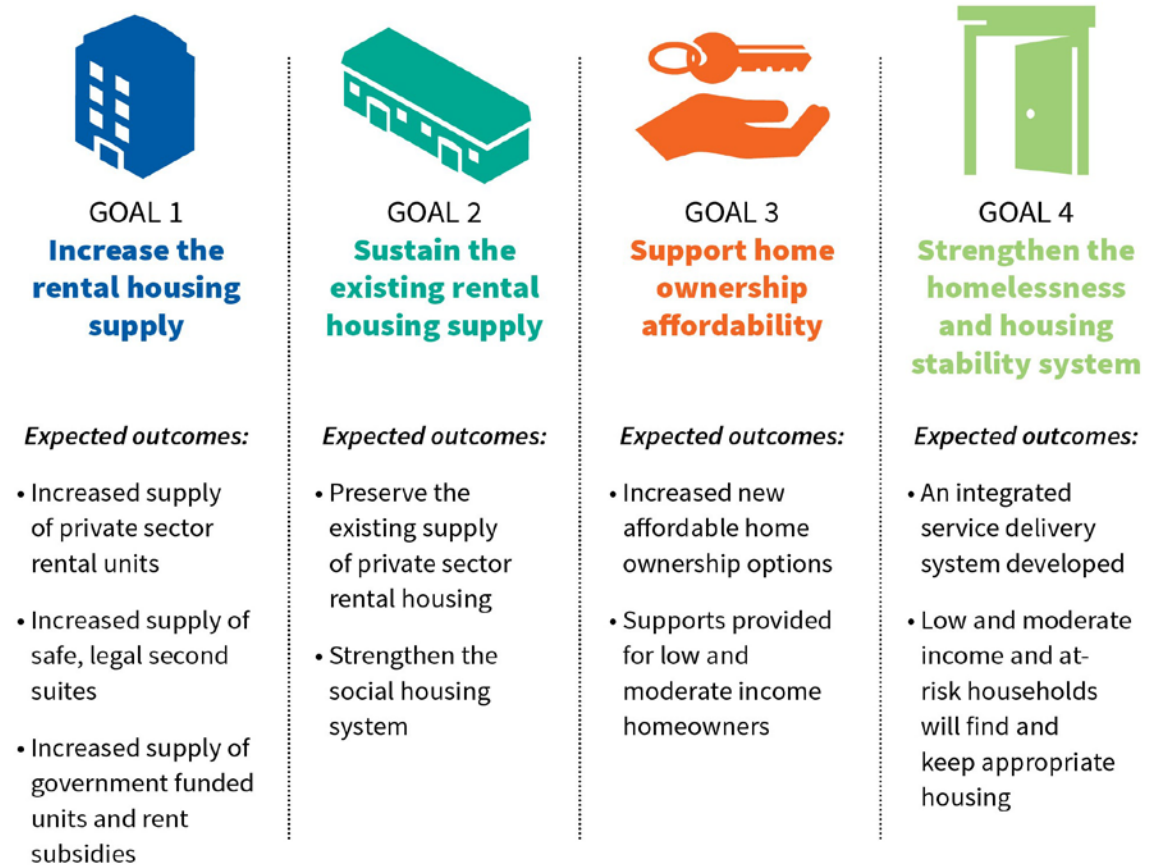 GOAL 1
Increase the
rental housing
supply
Expected outcomes:
• Increased supply
of private sector
rental units
• Increased supply of
safe, legal second
suites
• Increased supply of
government funded
units and rent
subsidies
GOAL 2
Sustain the
existing rental
housing supply
Expected outcomes:
• Preserve the
existing supply
of private sector
rental housing
• Strengthen the
social housing
system
GOAL 3
Support home
ownership
affordability
Expected outcomes:
• Increased new
affordable home
ownership options
• Supports provided
for low and
moderate income
homeowners
GOAL 4
Strengthen the
homelessness
and housing
stability system
Expected outcomes:
• An integrated
service delivery
system developed
• Low and moderate
income and at-
risk households
will find and
keep appropriate
housing